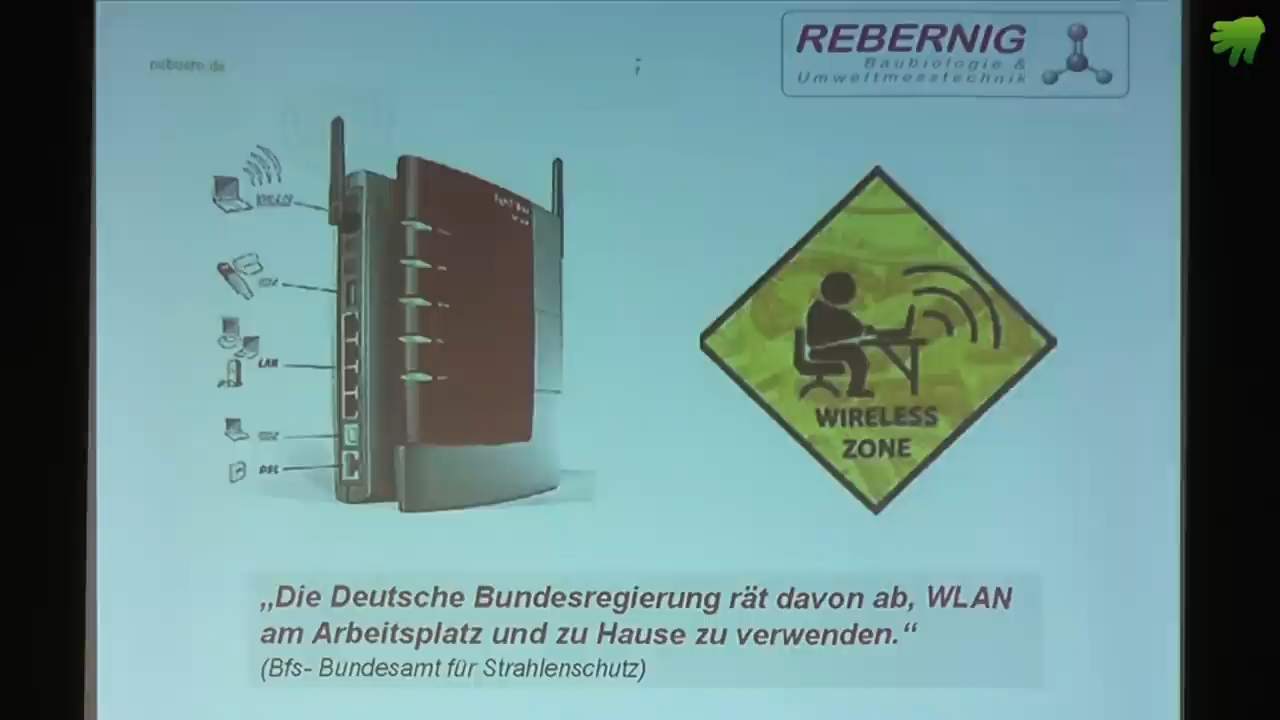 REBERNIG
Baubiologie &
Umweltmesstechnik
LAN
DSL
WIRELESS
ZONE
„Die Deutsche Bundesregierung rät davon ab, WLAN
am Arbeitsplatz und zu Hause zu verwenden.“
(Bfs- Bundesamt für Strahlenschutz)